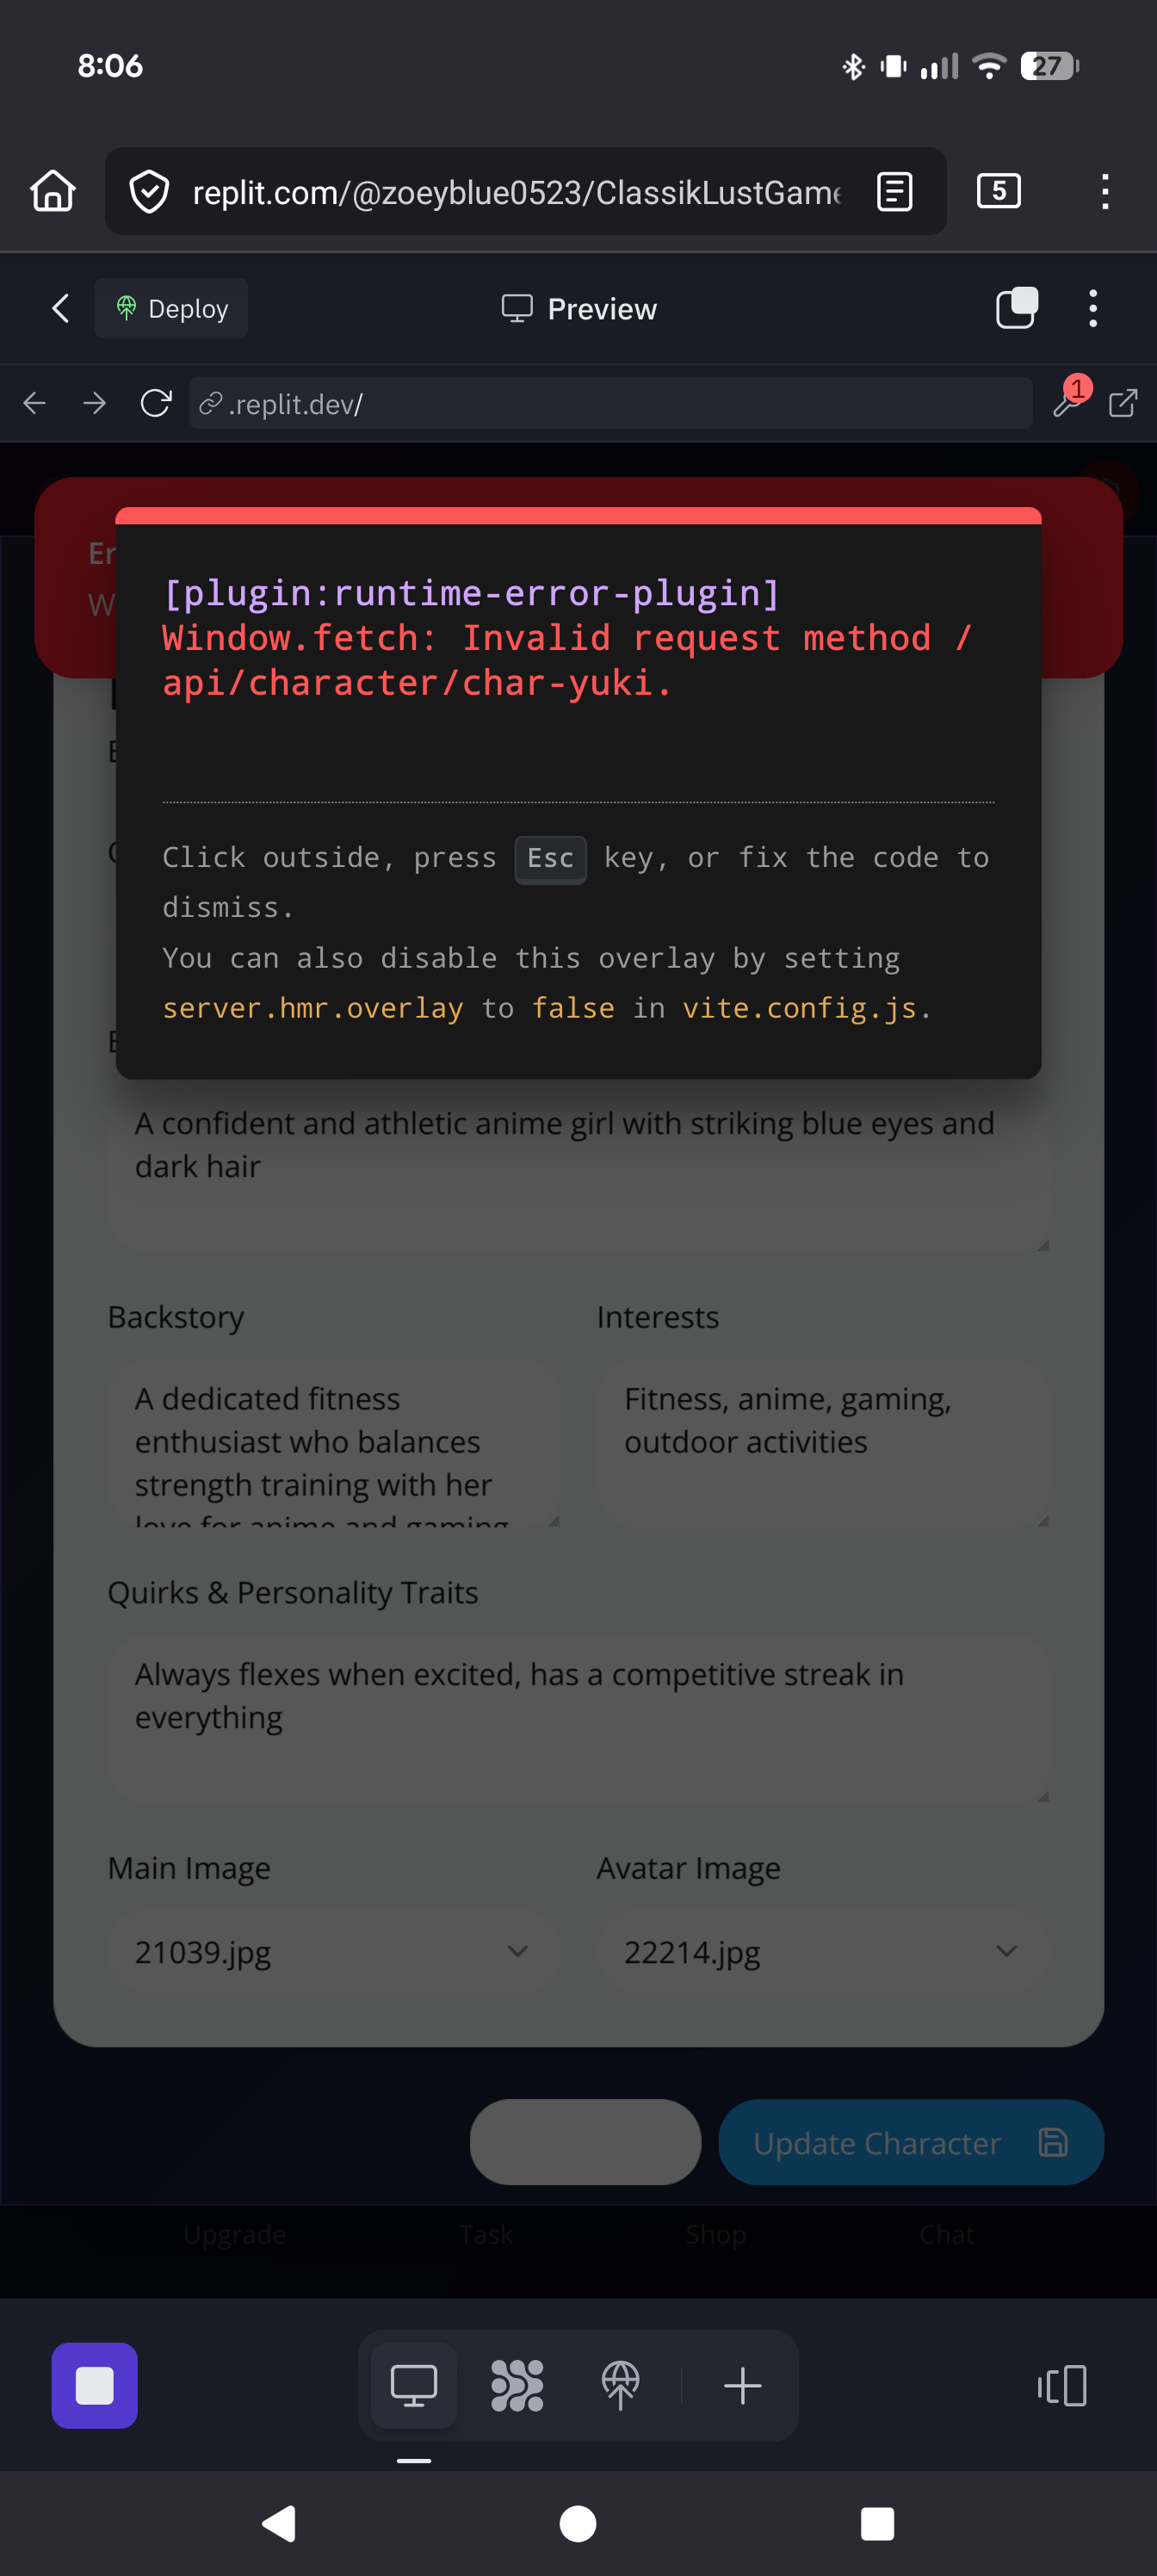 8:06
27
replit.com/@zoeyblue0523/ClassikLustGame
5
Deploy
Preview
.replit.dev/
1
Er
W
[plugin:runtime-error-plugin]
Window.fetch: Invalid request method /
api/character/char-yuki.
Click outside, press Esc key, or fix the code to
dismiss.
You can also disable this overlay by setting
server.hmr.overlay to false in vite.config.js.
A confident and athletic anime girl with striking blue eyes and
dark hair
Backstory
Interests
A dedicated fitness
enthusiast who balances
strength training with her
love for anime and gaming
Fitness, anime, gaming,
outdoor activities
Quirks & Personality Traits
Always flexes when excited, has a competitive streak in
everything
Main Image
Avatar Image
21039.jpg
22214.jpg
Update Character
Upgrade
Task
Shop
Chat